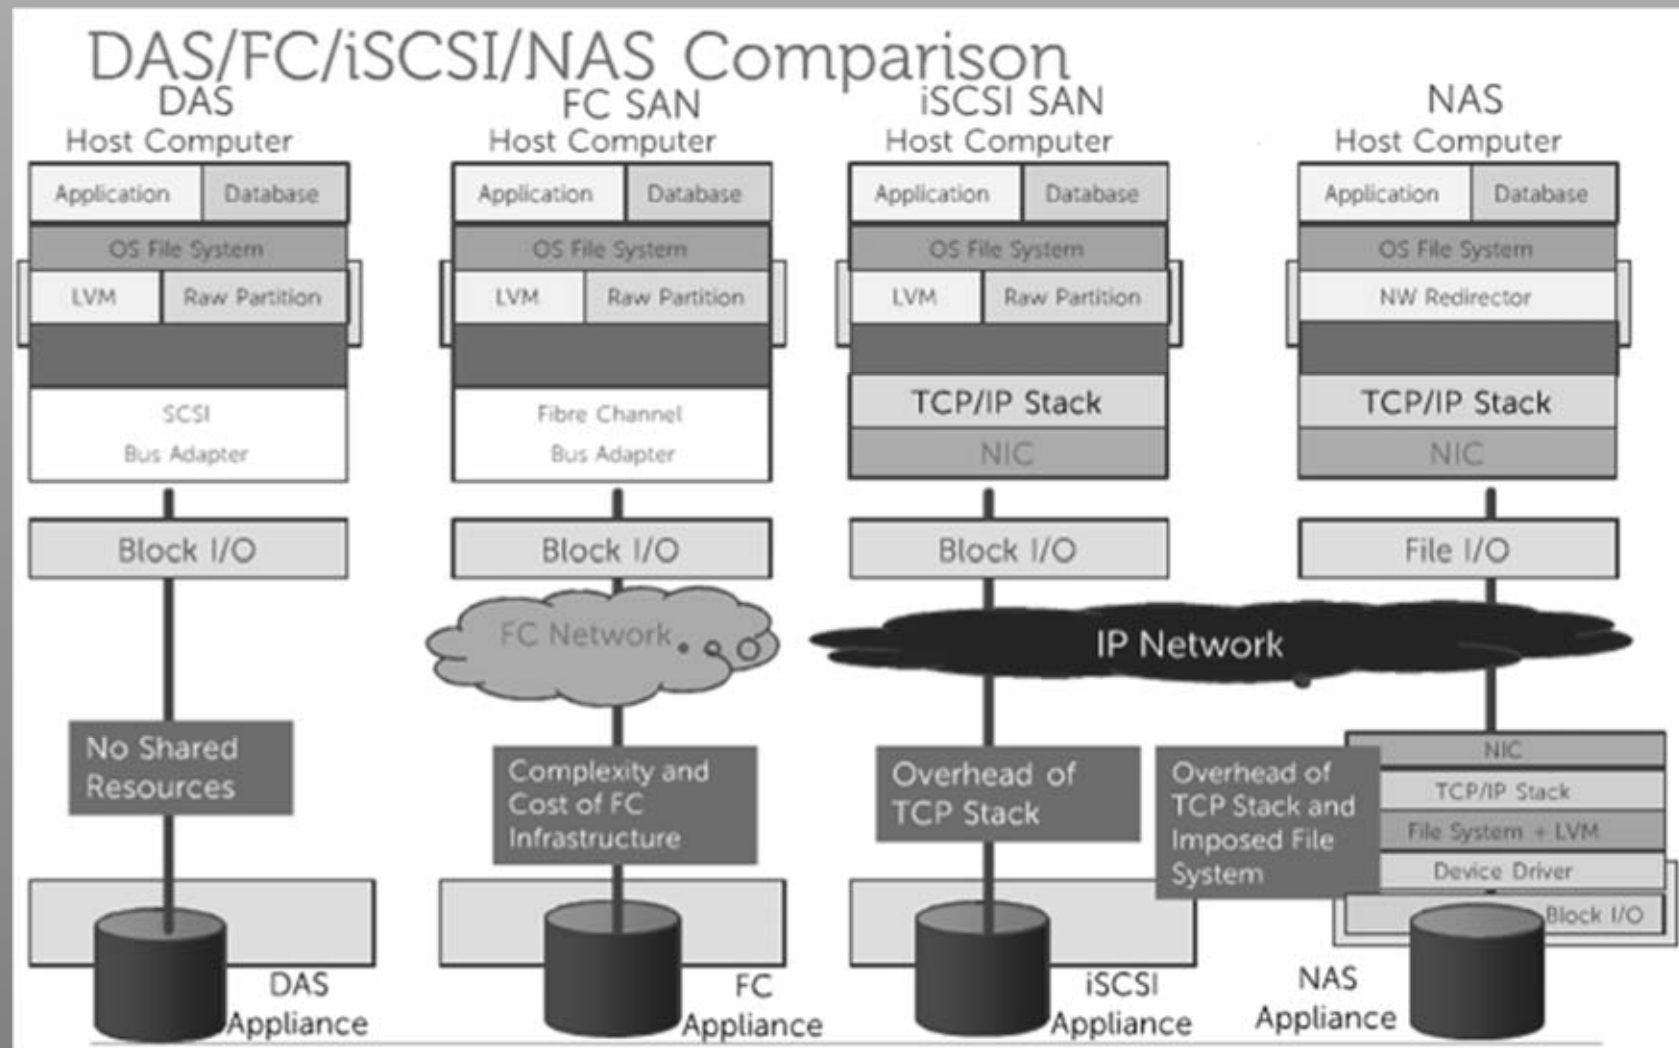 DAS/FC/iSCSI/NAS Comparison
DAS
Host Computer
Application
Database
OS File System
LVM
Raw Partition
SCSI
Bus Adapter
Block I/O
No Shared
Resources
DAS
Appliance
FC SAN
Host Computer
Application
Database
OS File System
LVM
Raw Partition
Fibre Channel
Bus Adapter
Block I/O
FC Network
Complexity and
Cost of FC
Infrastructure
FC
Appliance
iSCSI SAN
Host Computer
Application
Database
OS File System
LVM
Raw Partition
TCP/IP Stack
NIC
Block I/O
IP Network
Overhead of
TCP Stack
iSCSI
Appliance
NAS
Host Computer
Application
Database
OS File System
NW Redirector
TCP/IP Stack
NIC
File I/O
Overhead of
TCP Stack and
Imposed File
System
NIC
TCP/IP Stack
File System + LVM
Device Driver
Block I/O
NAS
Appliance